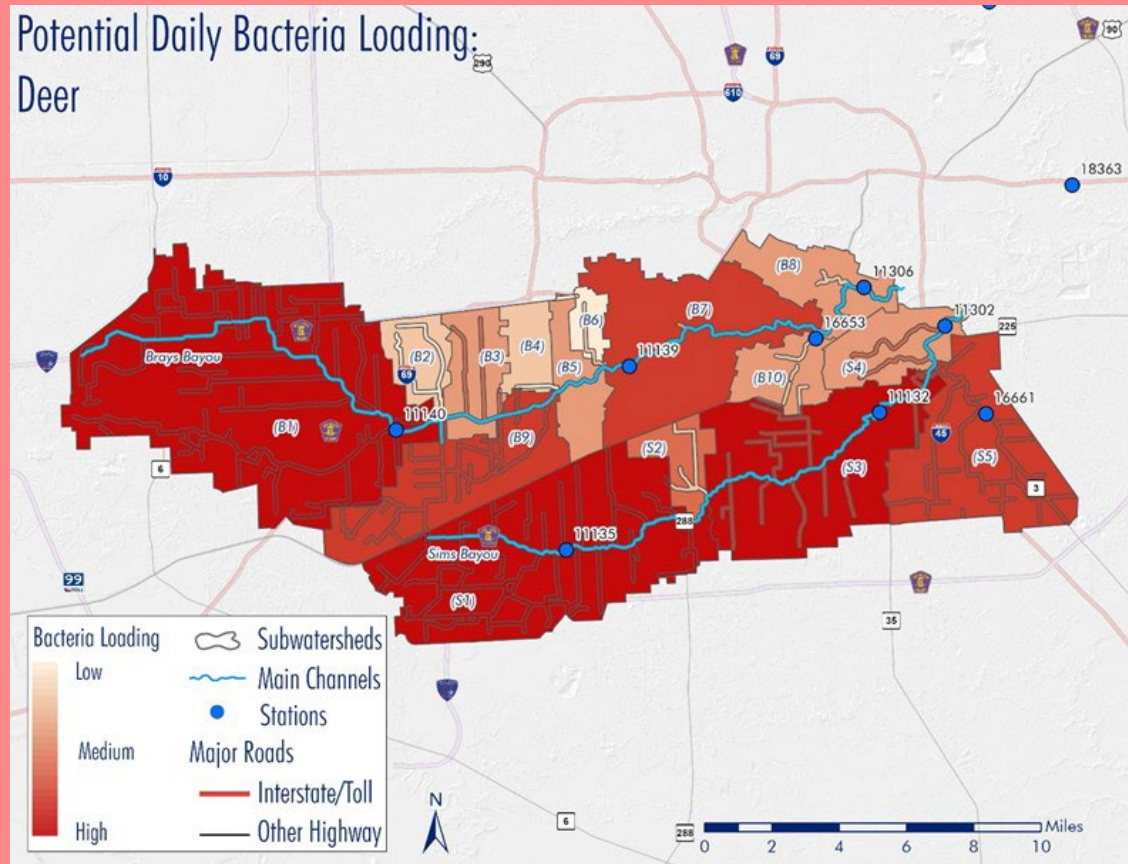 Potential Daily Bacteria Loading:
Deer
290
69
90
610
10
18363
(B8)
11306
(B7)
11302
225
(B6)
16653
Brays Bayou
(B2)
(B3)
(B4)
(B5)
11139
(S4)
69
(B10)
11140
11132
16661
(B1)
(B9)
45
(S2)
(S5)
(S3)
6
3
288
11135
Sims Bayou
99
(S1)
35
Bacteria Loading
Low
Medium
High
Subwatersheds
Main Channels
Stations
Major Roads
Interstate/Toll
Other Highway
N
6
288
Miles
0 2 4 6 8 10